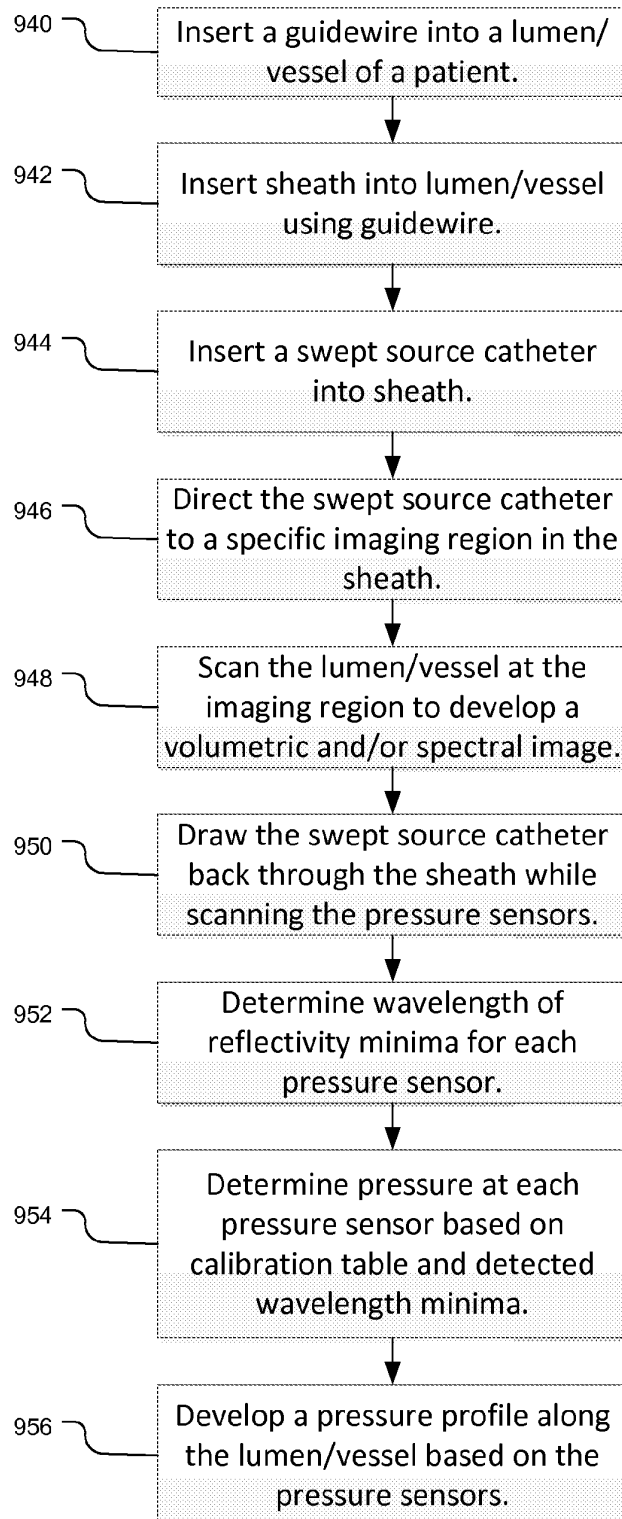 940
Insert a guidewire into a lumen/
vessel of a patient.
942
Insert sheath into lumen/vessel
using guidewire.
944
Insert a swept source catheter
into sheath.
946
Direct the swept source catheter
to a specific imaging region in the
sheath.
948
Scan the lumen/vessel at the
imaging region to develop a
volumetric and/or spectral image.
950
Draw the swept source catheter
back through the sheath while
scanning the pressure sensors.
952
Determine wavelength of
reflectivity minima for each
pressure sensor.
954
Determine pressure at each
pressure sensor based on
calibration table and detected
wavelength minima.
956
Develop a pressure profile along
the lumen/vessel based on the
pressure sensors.